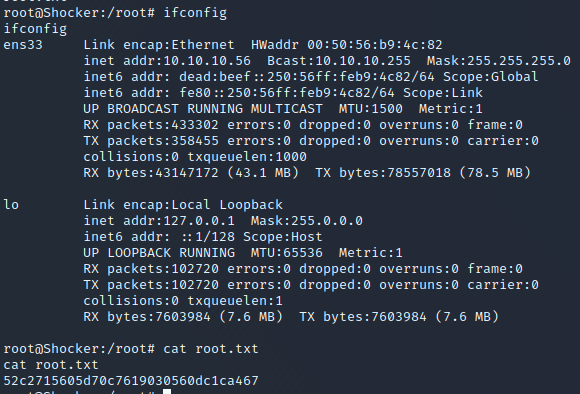 root@Shocker:/root# ifconfig
ifconfig
ens33     Link encap:Ethernet  HWaddr 00:50:56:b9:4c:82
          inet addr:10.10.10.56  Bcast:10.10.10.255  Mask:255.255.255.0
          inet6 addr: dead:beef::250:56ff:feb9:4c82/64 Scope:Global
          inet6 addr: fe80::250:56ff:feb9:4c82/64 Scope:Link
          UP BROADCAST RUNNING MULTICAST  MTU:1500  Metric:1
          RX packets:433302 errors:0 dropped:0 overruns:0 frame:0
          TX packets:358455 errors:0 dropped:0 overruns:0 carrier:0
          collisions:0 txqueuelen:1000
          RX bytes:43147172 (43.1 MB)  TX bytes:78557018 (78.5 MB)
lo        Link encap:Local Loopback
          inet addr:127.0.0.1  Mask:255.0.0.0
          inet6 addr: ::1/128 Scope:Host
          UP LOOPBACK RUNNING  MTU:65536  Metric:1
          RX packets:102720 errors:0 dropped:0 overruns:0 frame:0
          TX packets:102720 errors:0 dropped:0 overruns:0 carrier:0
          collisions:0 txqueuelen:1
          RX bytes:7603984 (7.6 MB)  TX bytes:7603984 (7.6 MB)
root@Shocker:/root# cat root.txt
cat root.txt
52c2715605d70c7619030560dc1ca467
root@Shocker:/root#